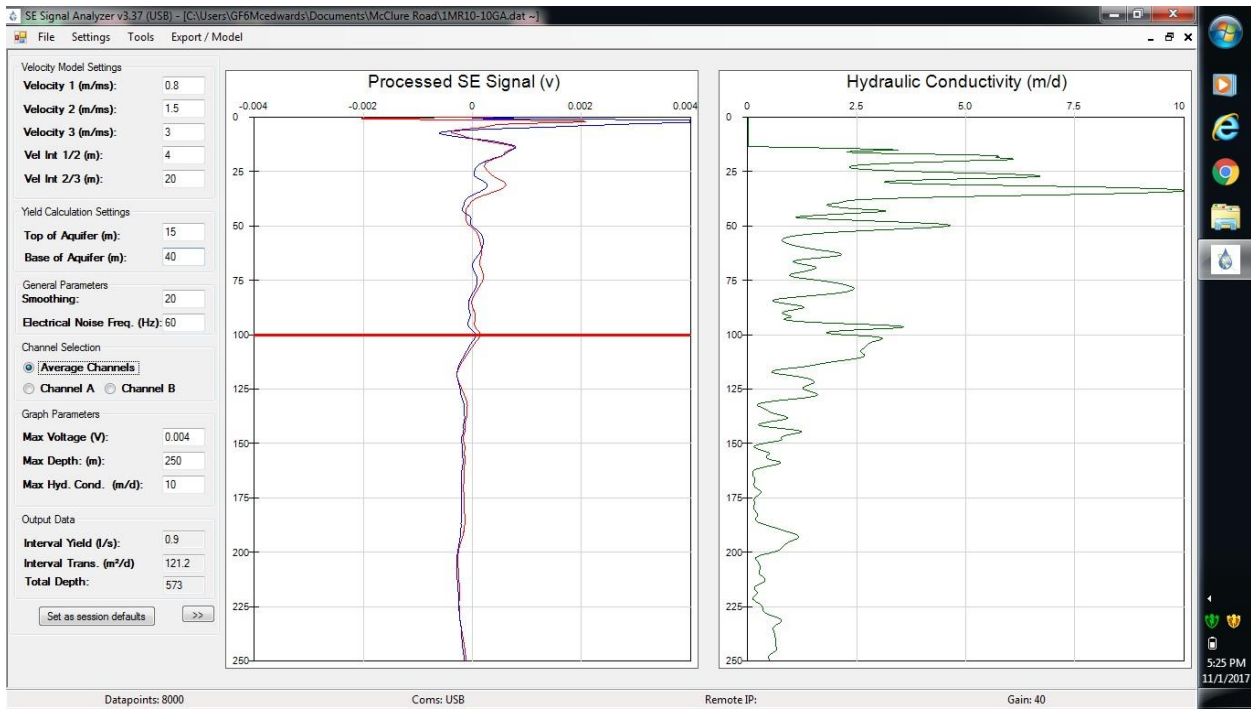 SE Signal Analyzer v3.37 (USB) - [C:\Users\GF6Mcedwards\Documents\McClure Road\1MR10-10GA.dat ~]
File Settings Tools Export / Model
Velocity Model Settings
Velocity 1 (m/ms): 0.8
Velocity 2 (m/ms): 1.5
Velocity 3 (m/ms): 3
Vel Int 1/2 (m): 4
Vel Int 2/3 (m): 20
Yield Calculation Settings
Top of Aquifer (m): 15
Base of Aquifer (m): 40
General Parameters
Smoothing: 20
Electrical Noise Freq. (Hz): 60
Channel Selection
Average Channels
Channel A Channel B
Graph Parameters
Max Voltage (V): 0.004
Max Depth: (m): 250
Max Hyd. Cond. (m/d): 10
Output Data
Interval Yield (l/s): 0.9
Interval Trans. (m²/d) 121.2
Total Depth: 573
Set as session defaults >>
Processed SE Signal (v)
-0.004 -0.002 0 0.002 0.004
0
25
50
75
100
125
150
175
200
225
250
Hydraulic Conductivity (m/d)
0 2.5 5.0 7.5 10
0
25
50
75
100
125
150
175
200
225
250
Datapoints: 8000 Coms: USB Remote IP: Gain: 40
5:25 PM
11/1/2017